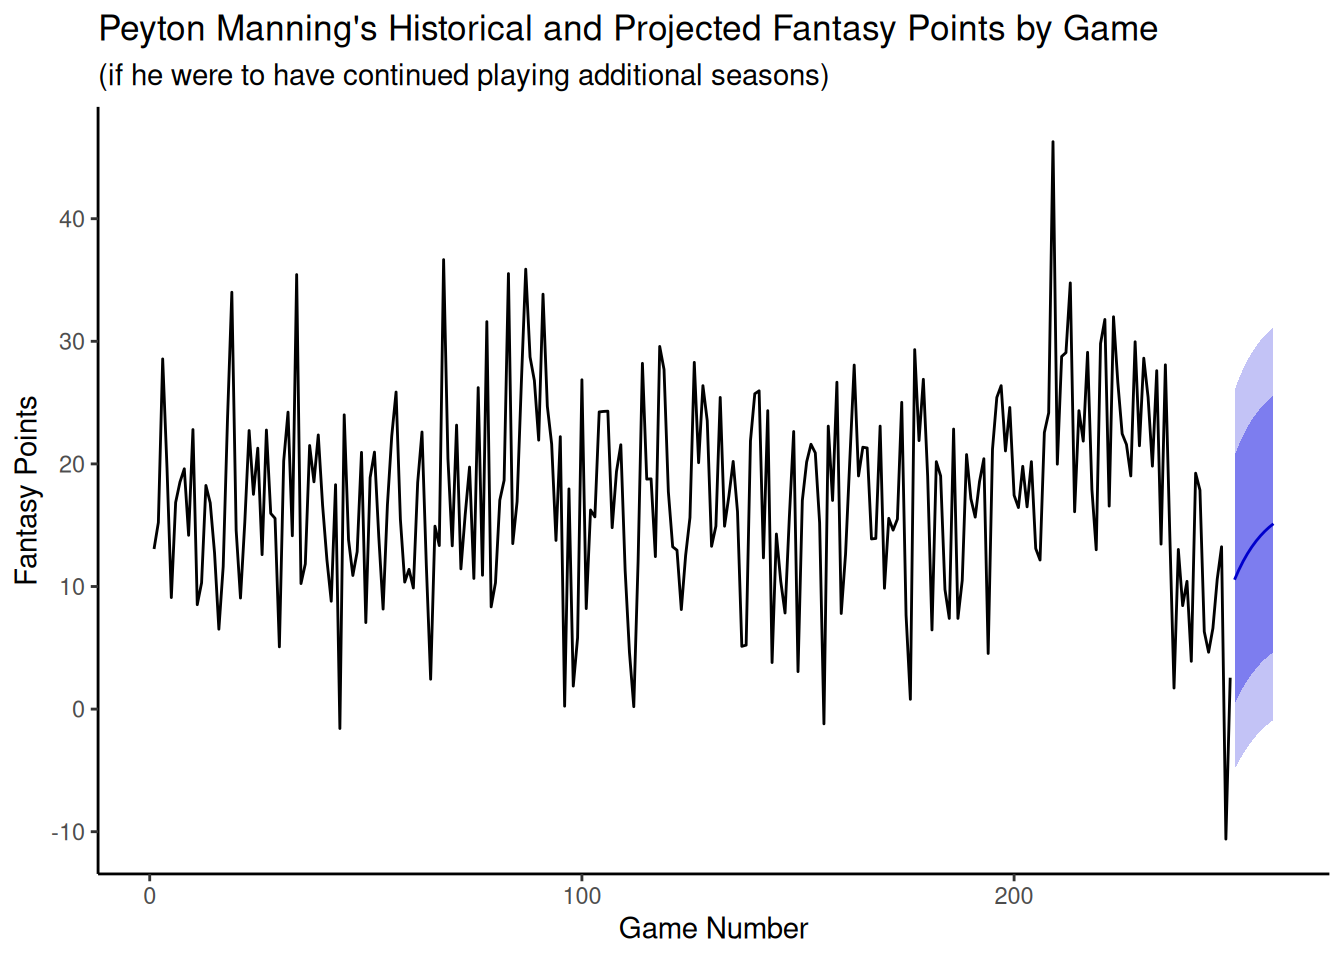 Peyton Manning's Historical and Projected Fantasy Points by Game
(if he were to have continued playing additional seasons)
Fantasy Points
40
30
20
10
0
-10
0
100
200
Game Number